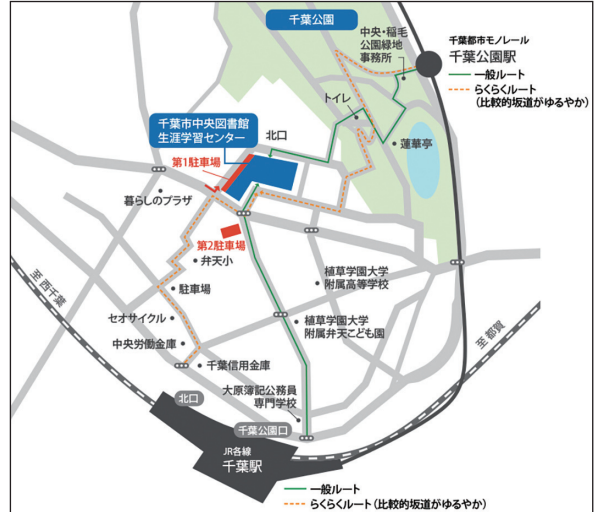 千葉公園
中央・稲毛
公園緑地
事務所
千葉都市モノレール
千葉公園駅
一般ルート
らくらくルート
（比較的坂道がゆるやか）
トイレ
千葉市中央図書館
生涯学習センター
北口
蓮華亭
第1駐車場
暮らしのプラザ
第2駐車場
弁天小
植草学園大学
附属高等学校
至西千葉
駐車場
セオサイクル
植草学園大学
附属弁天こども園
至都賀
中央労働金庫
千葉信用金庫
大原簿記公務員
専門学校
北口
千葉公園口
JR各線
千葉駅
一般ルート
らくらくルート（比較的坂道がゆるやか）